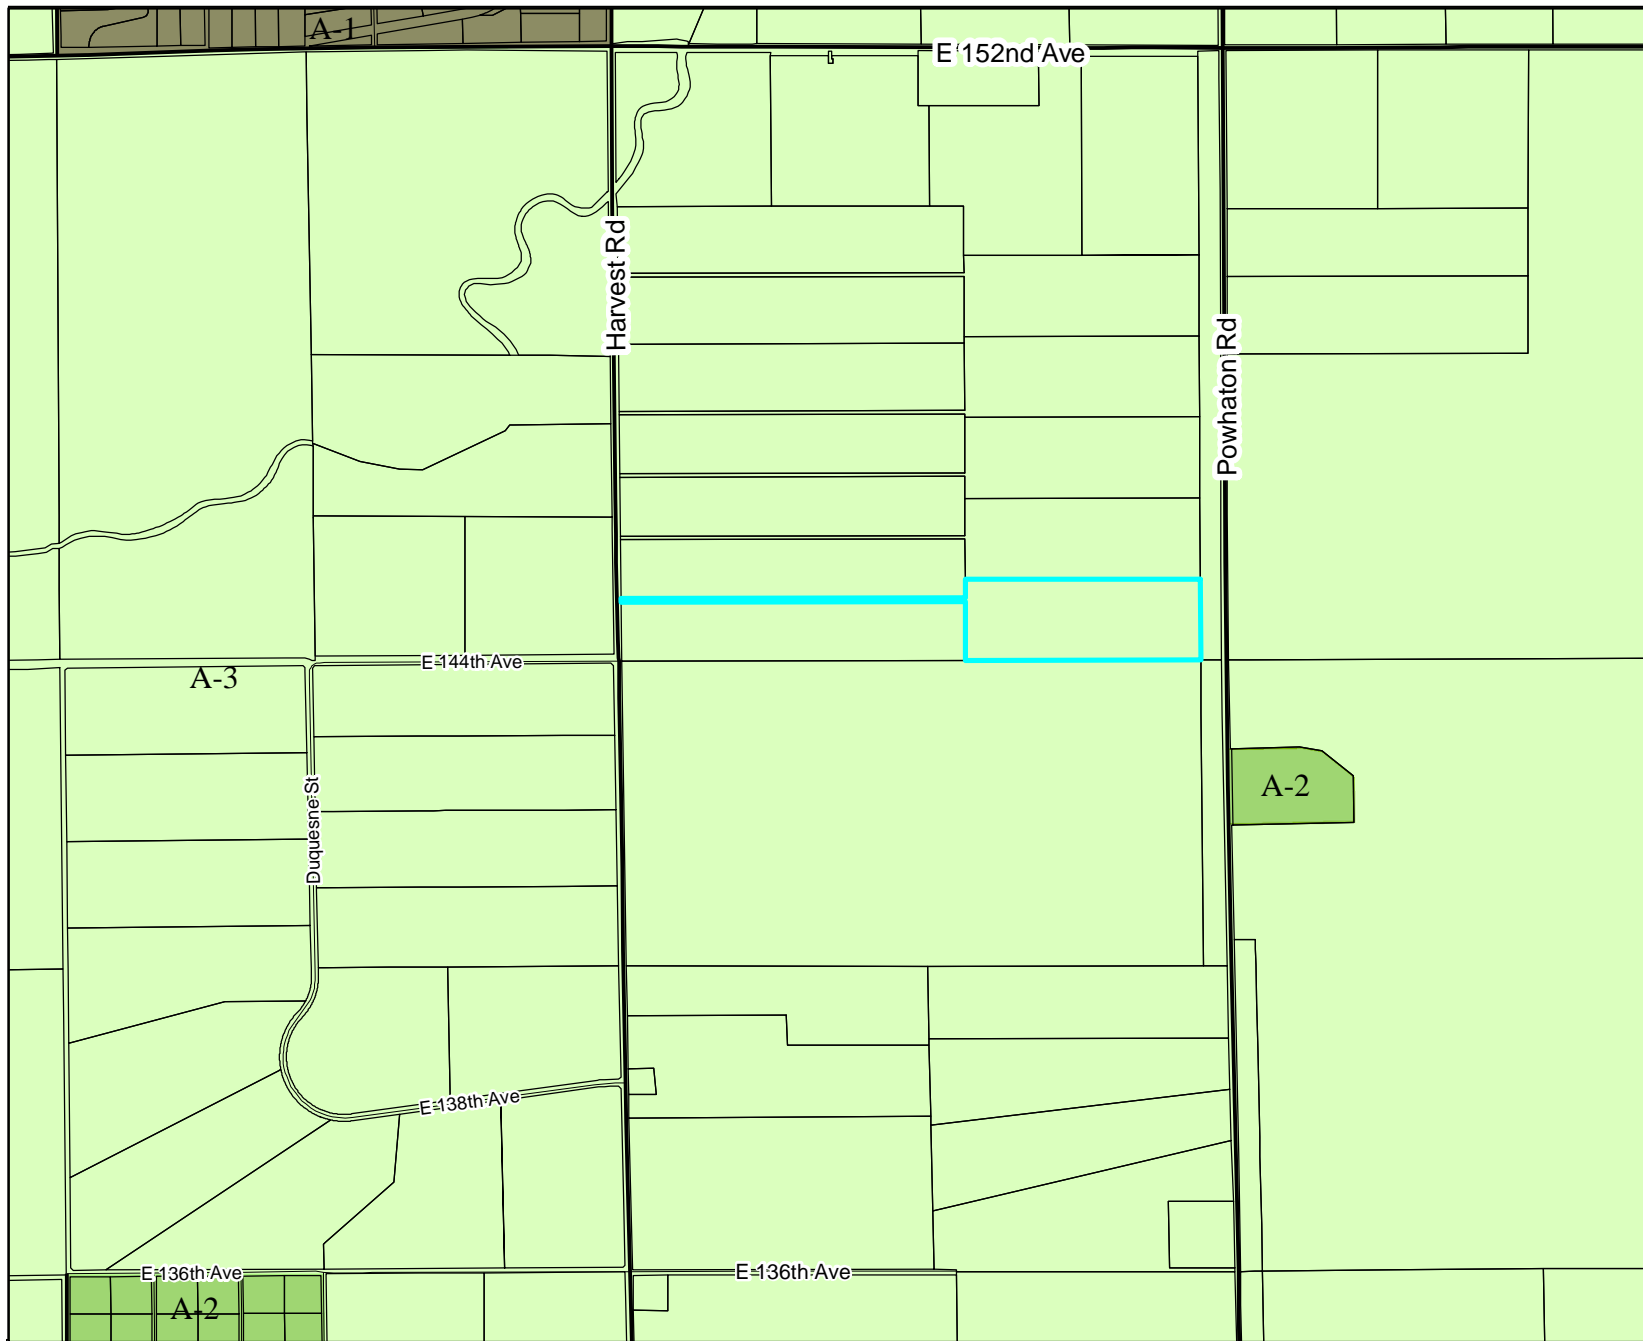 A-1
E 152nd Ave
Harvest Rd
Powhaton Rd
E 144th Ave
A-3
A-2
Duquesne St
E 138th Ave
E 136th Ave
E 136th Ave
A-2